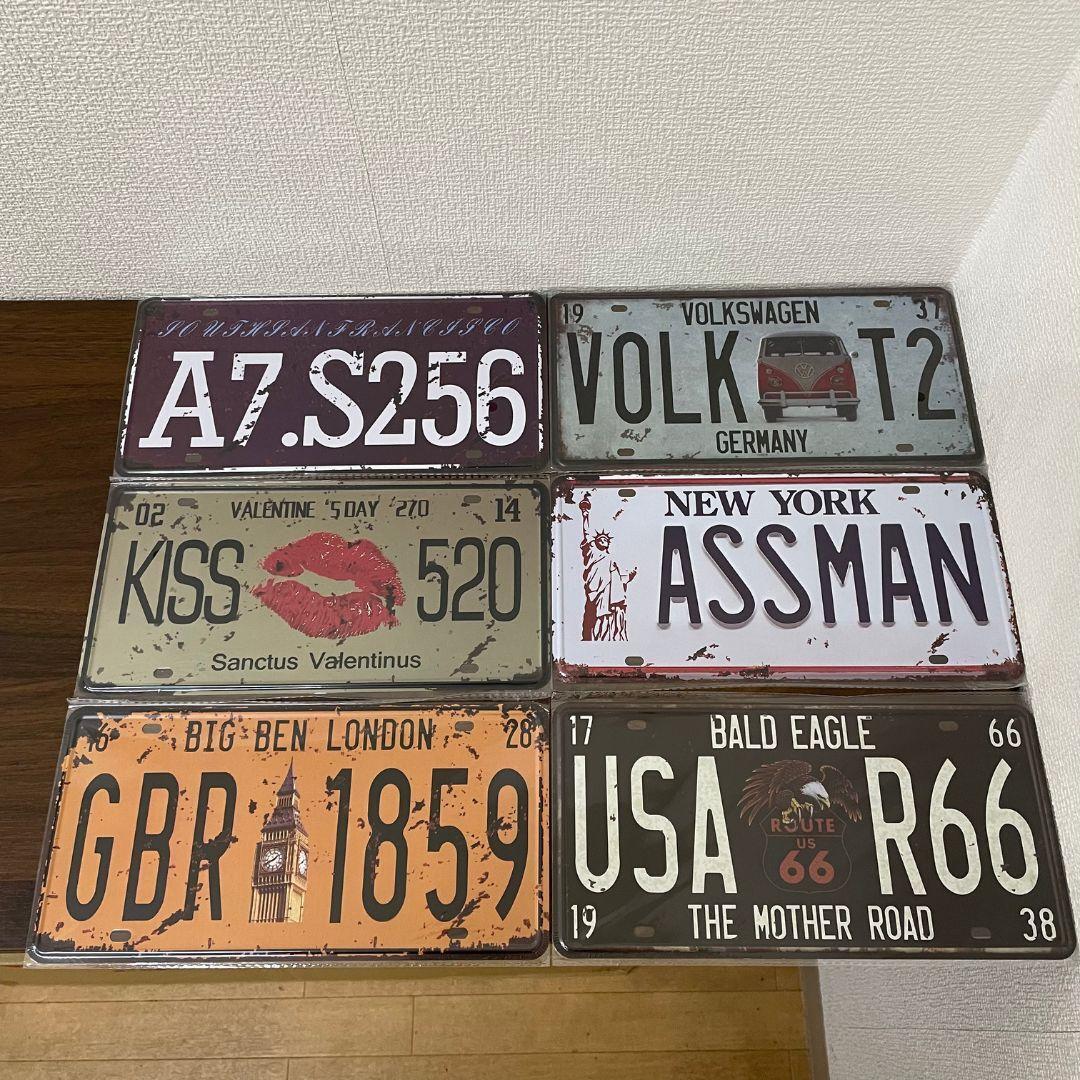 SOUTHSANFRANCISCO
A7.S256
19 VOLKSWAGEN 37
VOLK T2
GERMANY
02 VALENTINE 'S DAY '270 14
KISS 520
Sanctus Valentinus
NEW YORK
ASSMAN
16 BIG BEN LONDON 28
GBR 1859
17 BALD EAGLE 66
USA R66
ROUTE
US
66
19 THE MOTHER ROAD 38